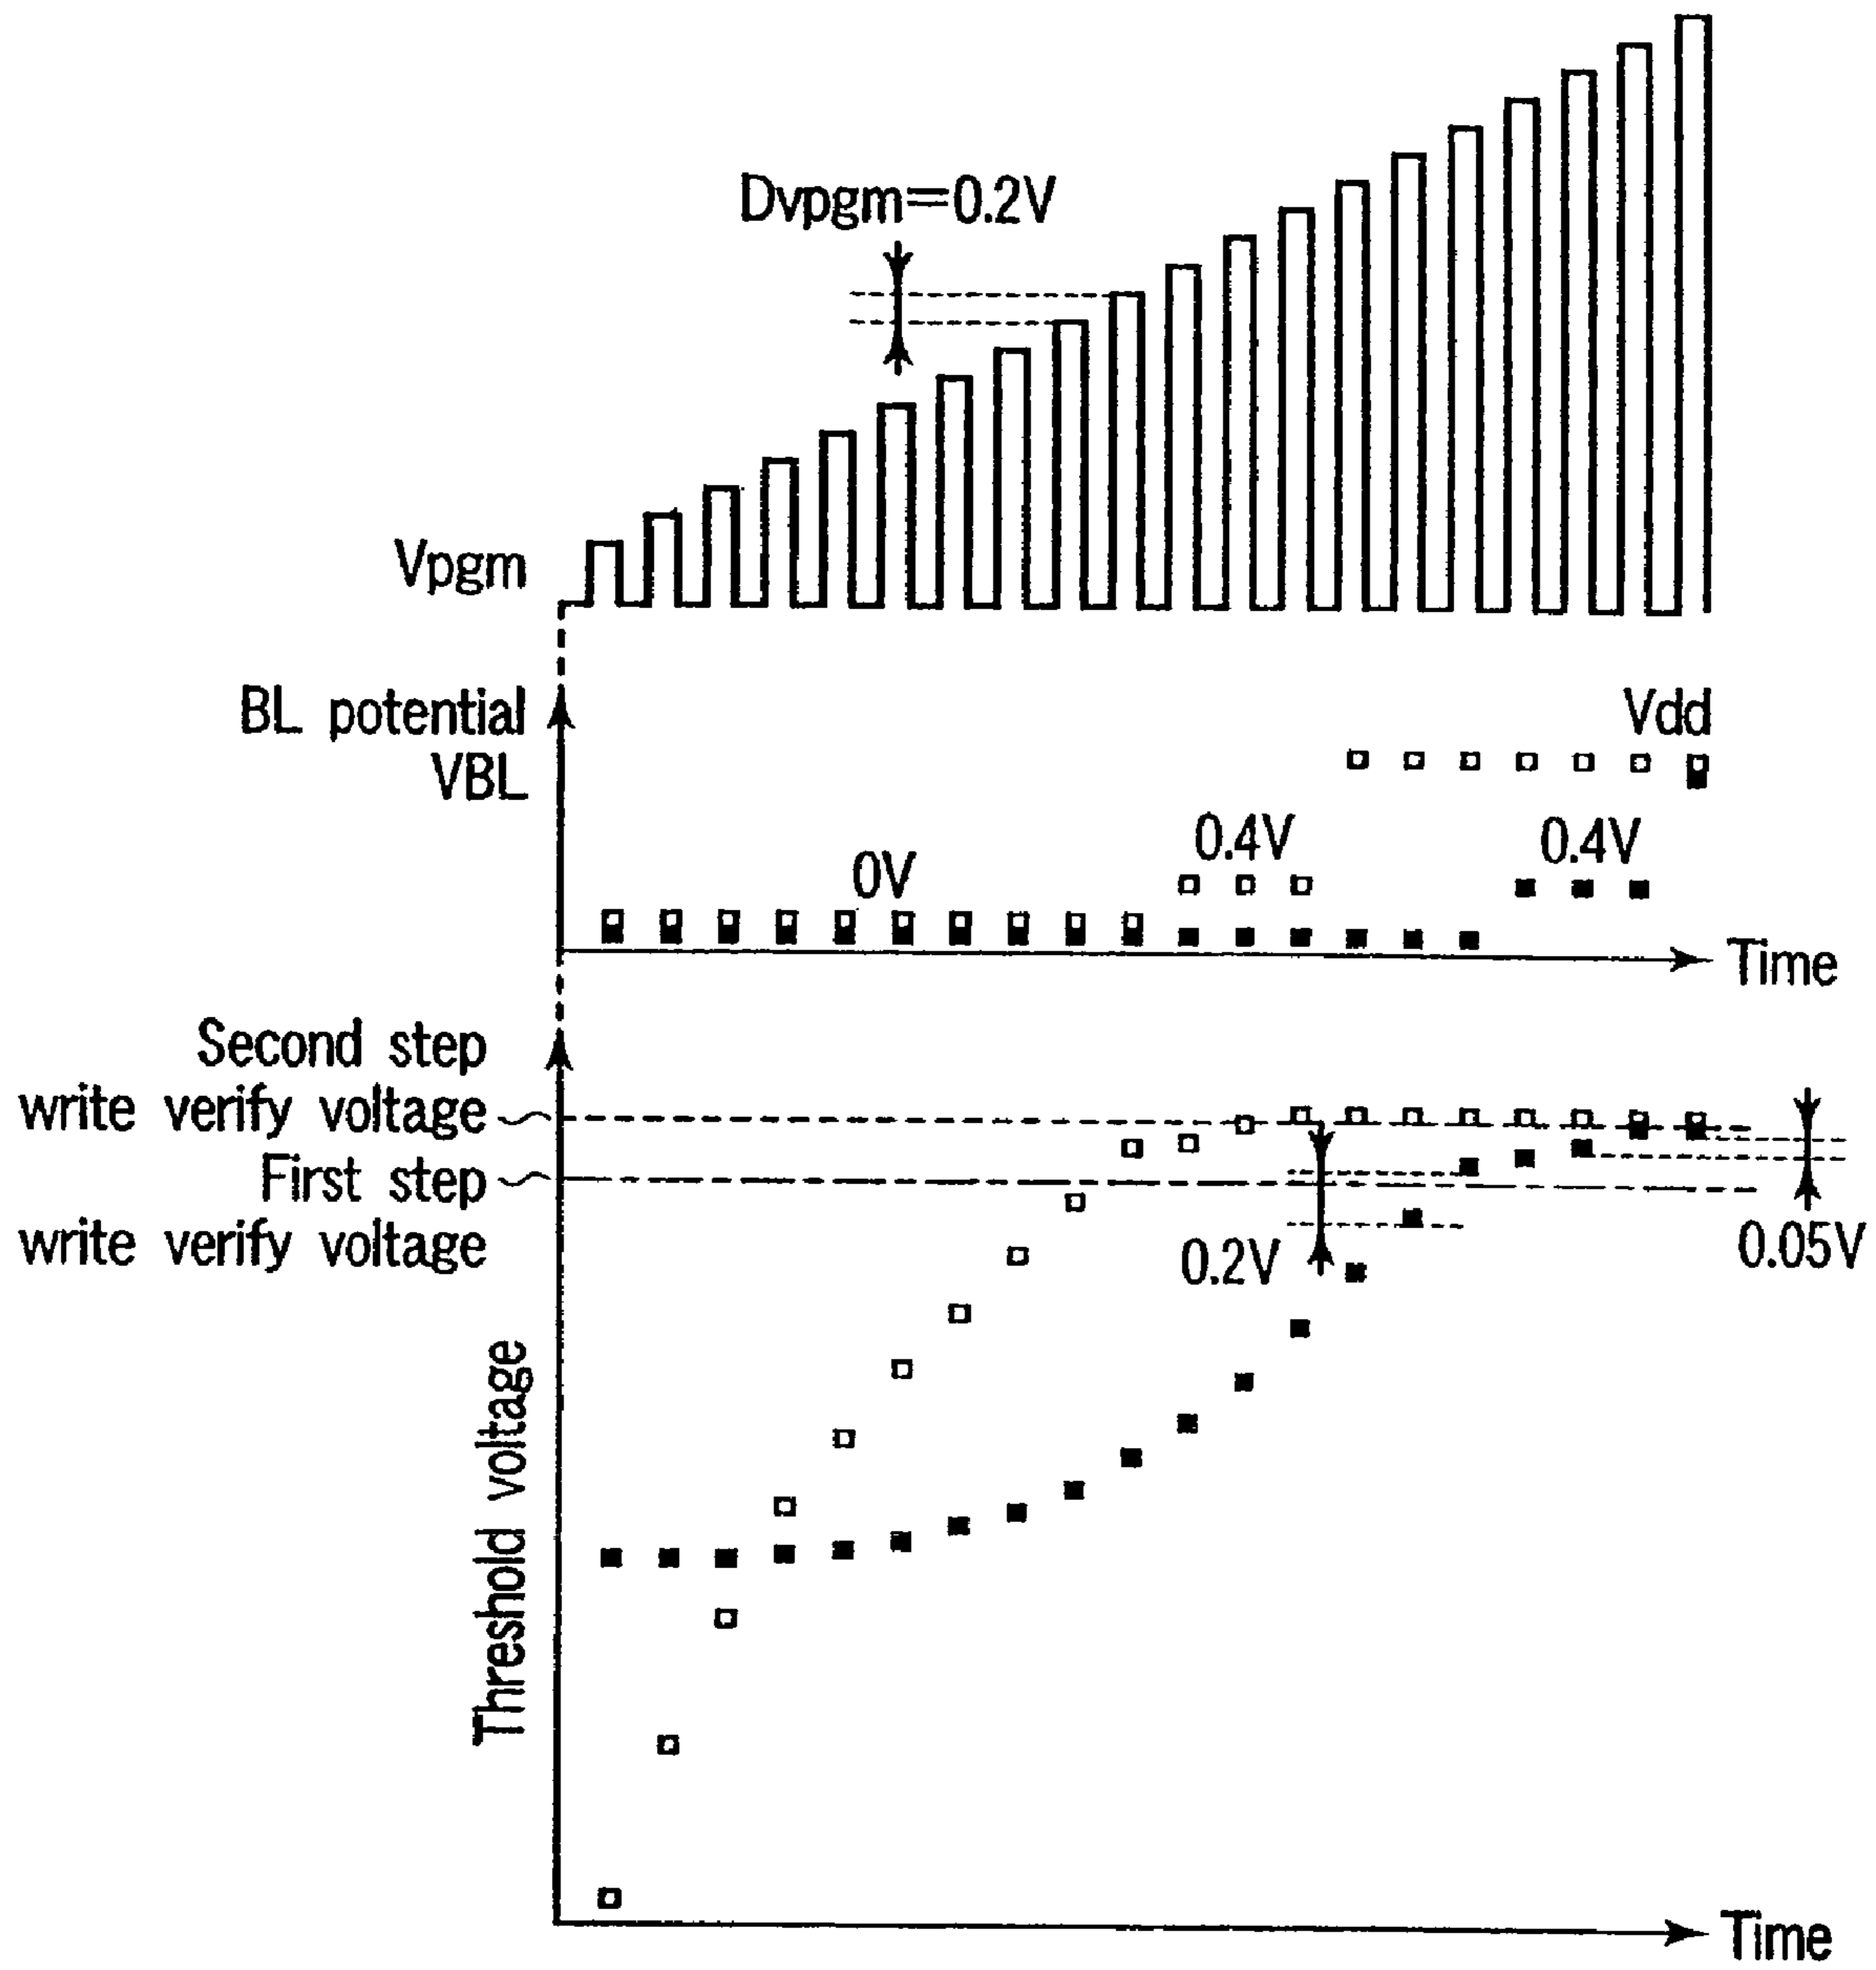 Dvpgm=0.2V
Vpgm
BL potential
VBL
Vdd
0.4V
0.4V
0V
Time
Second step
write verify voltage
First step
write verify voltage
0.2V
0.05V
Threshold voltage
Time